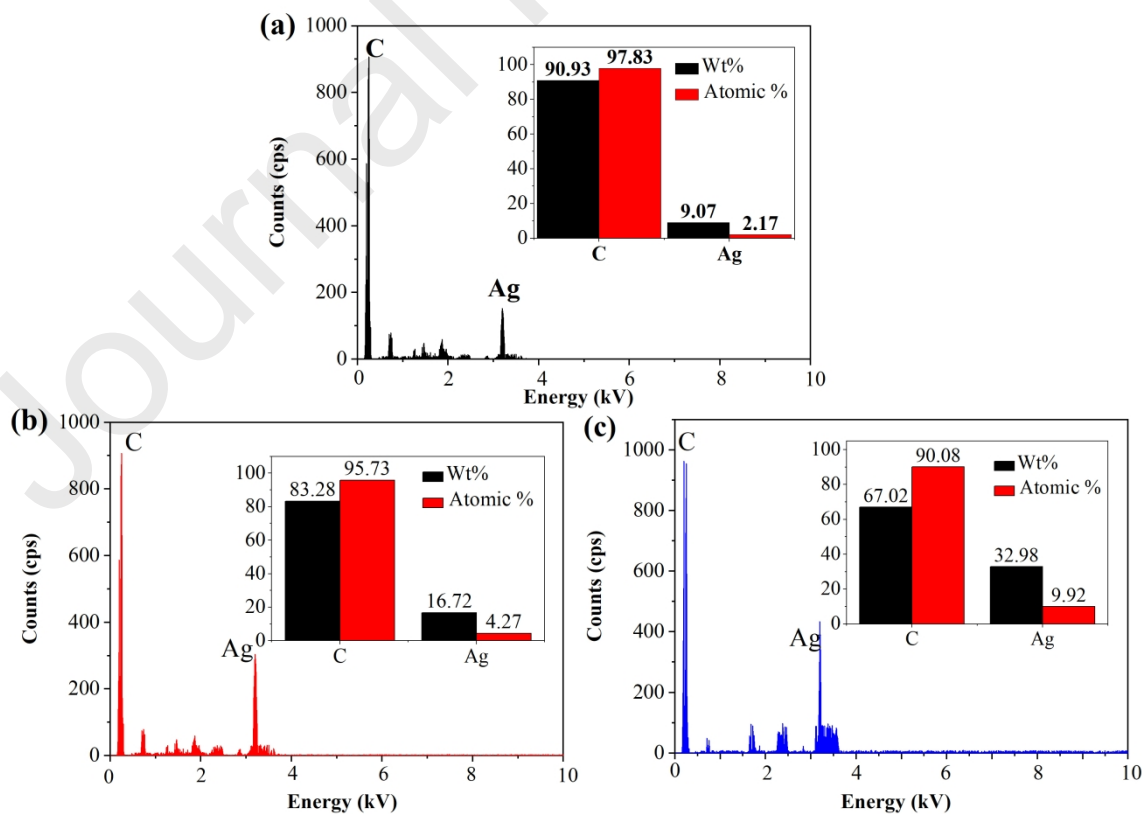 Journal
(a)
C
Ag
Counts (cps)
1000
800
600
400
200
0
0
2
4
6
8
10
Energy (kV)
100
80
60
40
20
0
90.93
97.83
9.07
2.17
C
Ag
Wt%
Atomic %
(b)
C
Ag
Counts (cps)
1000
800
600
400
200
0
0
2
4
6
8
10
Energy (kV)
100
80
60
40
20
0
83.28
95.73
16.72
4.27
C
Ag
Wt%
Atomic %
(c)
C
Ag
Counts (cps)
1000
800
600
400
200
0
0
2
4
6
8
10
Energy (kV)
100
80
60
40
20
0
67.02
90.08
32.98
9.92
C
Ag
Wt%
Atomic %